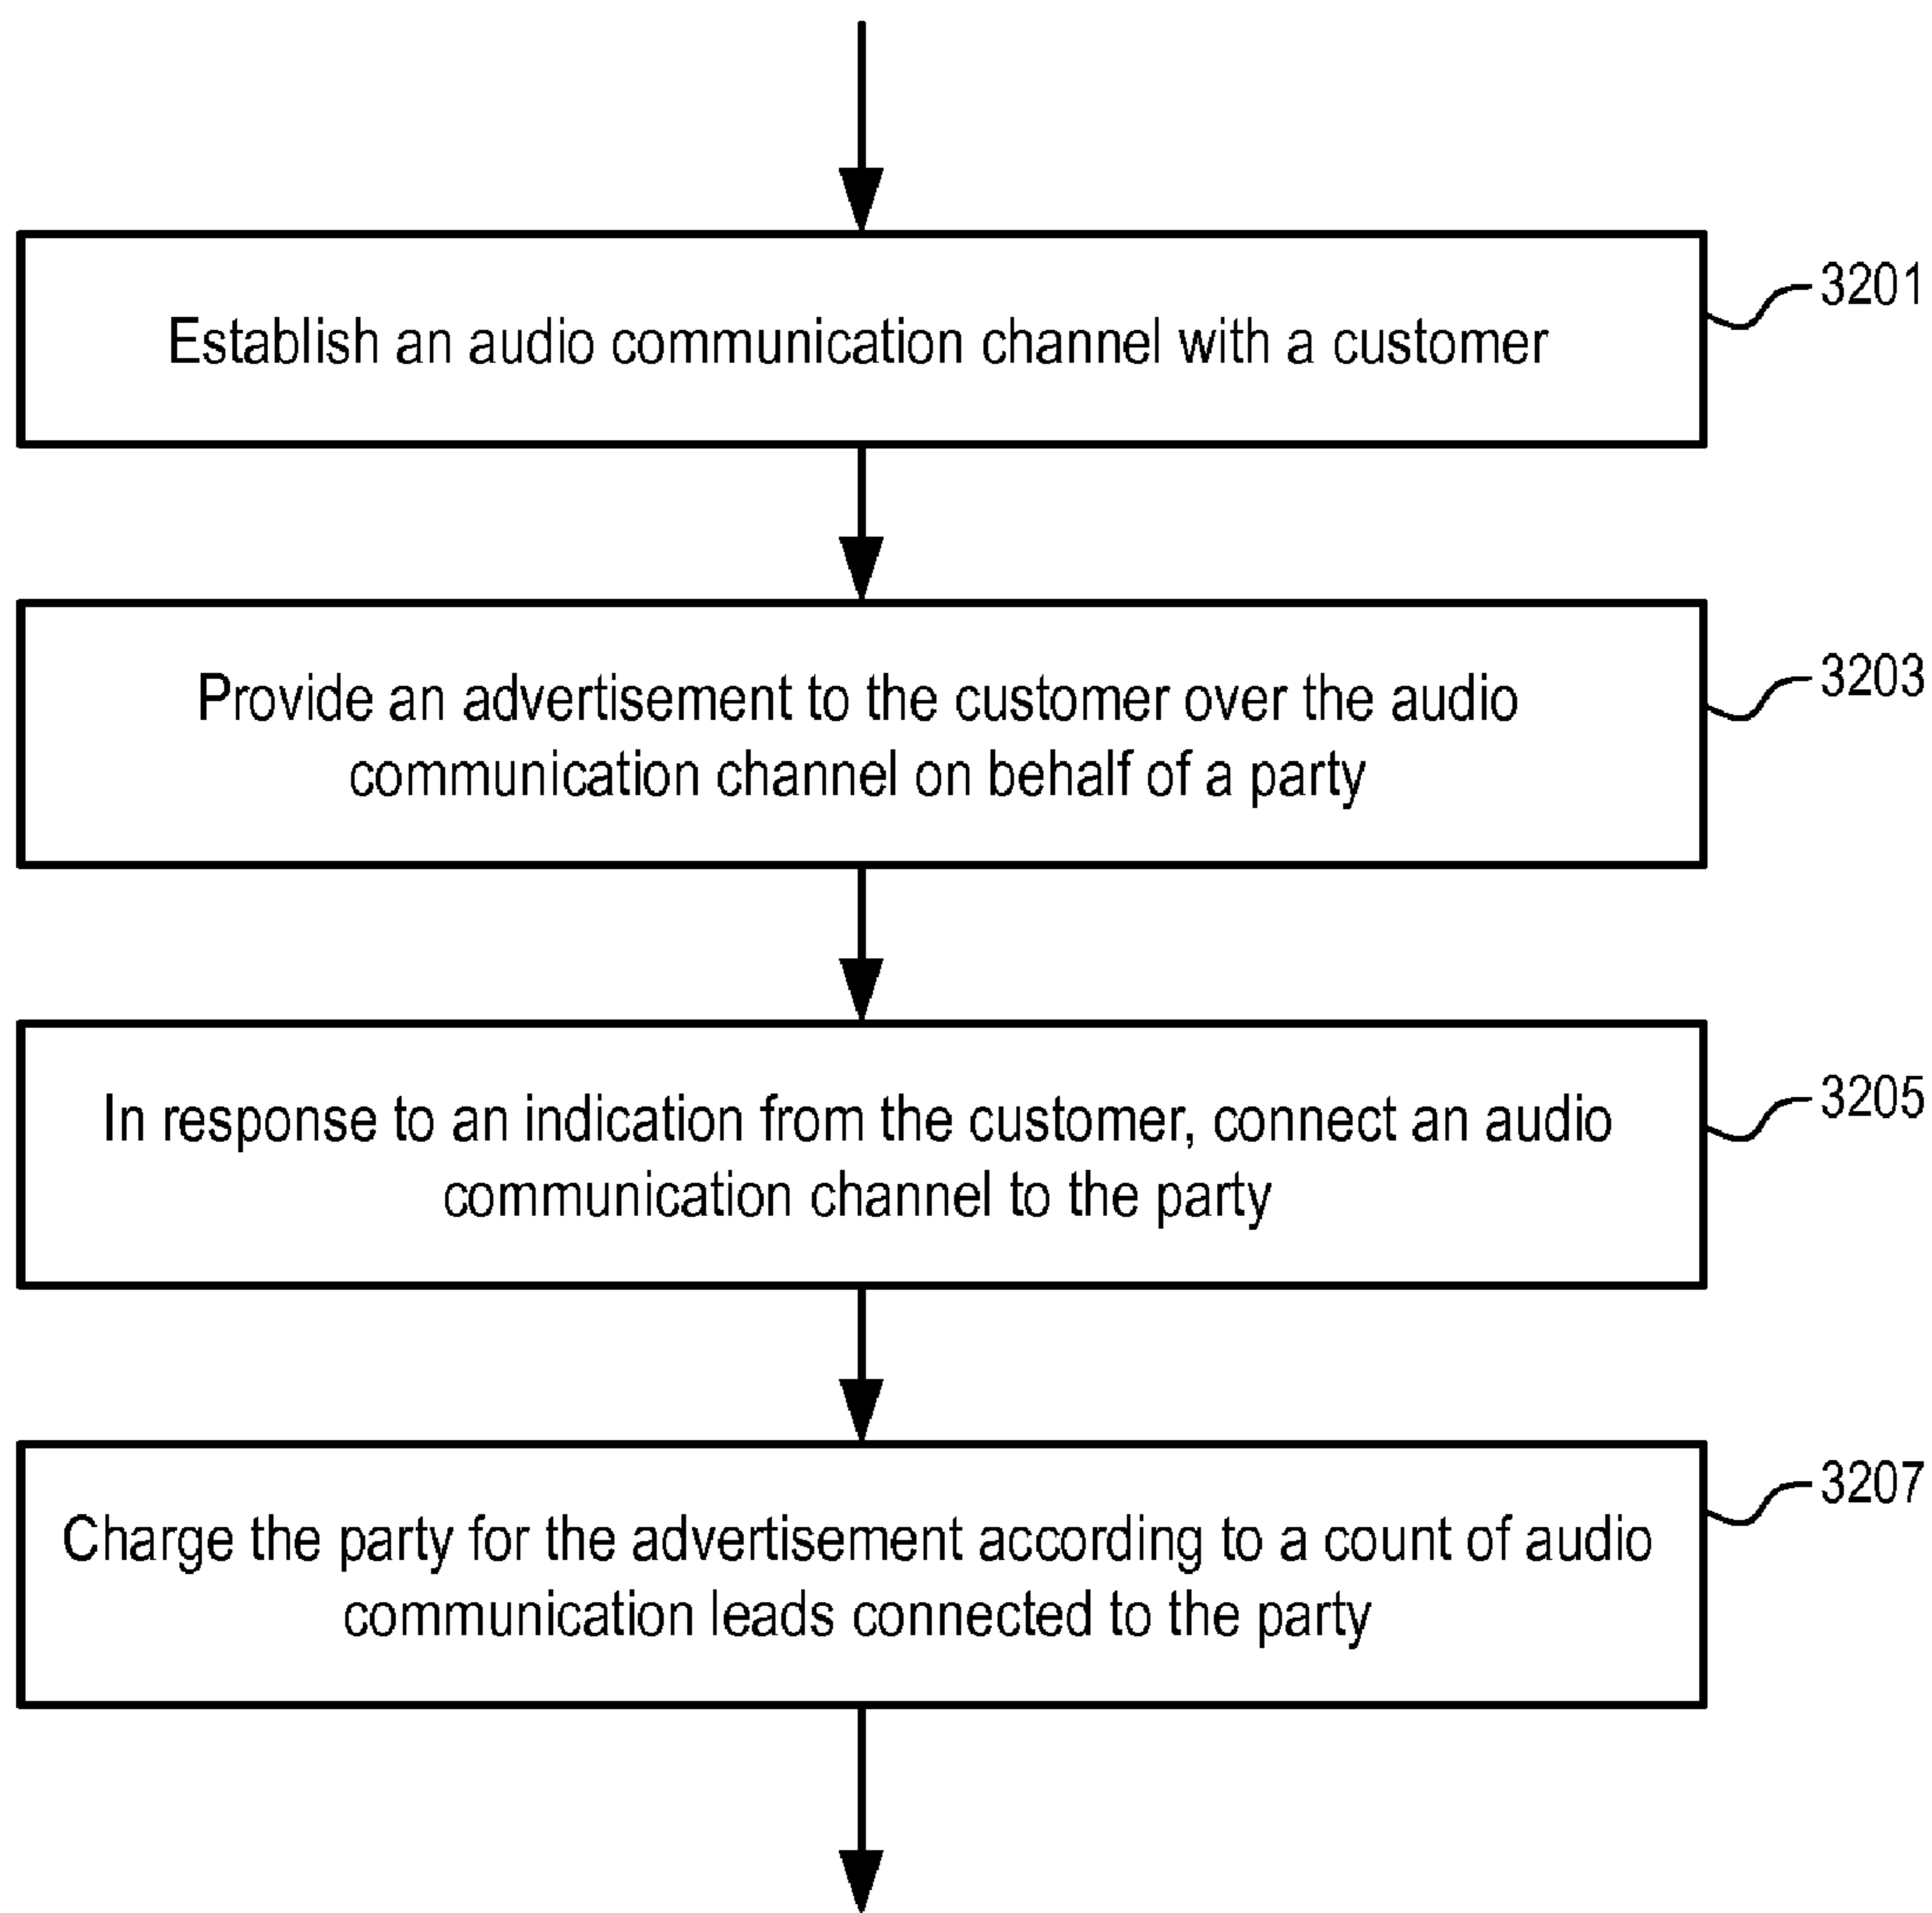 Establish an audio communication channel with a customer
3201
Provide an advertisement to the customer over the audio
communication channel on behalf of a party
3203
In response to an indication from the customer, connect an audio
communication channel to the party
3205
Charge the party for the advertisement according to a count of audio
communication leads connected to the party
3207